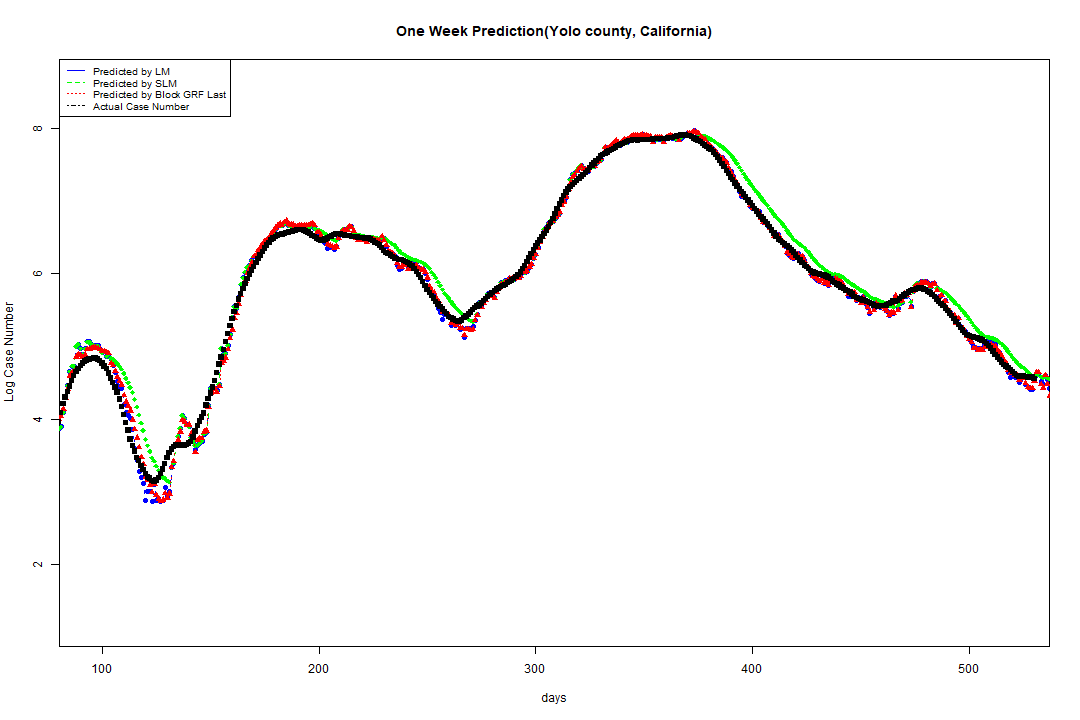 One Week Prediction(Yolo county, California)
Predicted by LM
Predicted by SLM
Predicted by Block GRF Last
Actual Case Number
8
6
4
2
Log Case Number
100 200 300 400 500
days